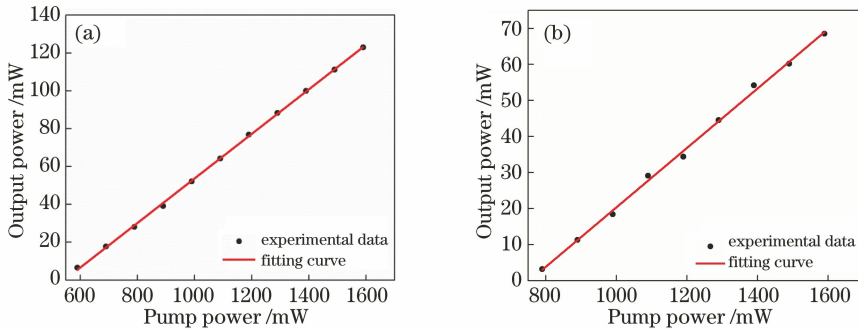 (a)
Output power /mW
140
120
100
80
60
40
20
0
600 800 1000 1200 1400 1600
Pump power /mW
experimental data
fitting curve
(b)
Output power /mW
70
60
50
40
30
20
10
0
800 1000 1200 1400 1600
Pump power /mW
experimental data
fitting curve